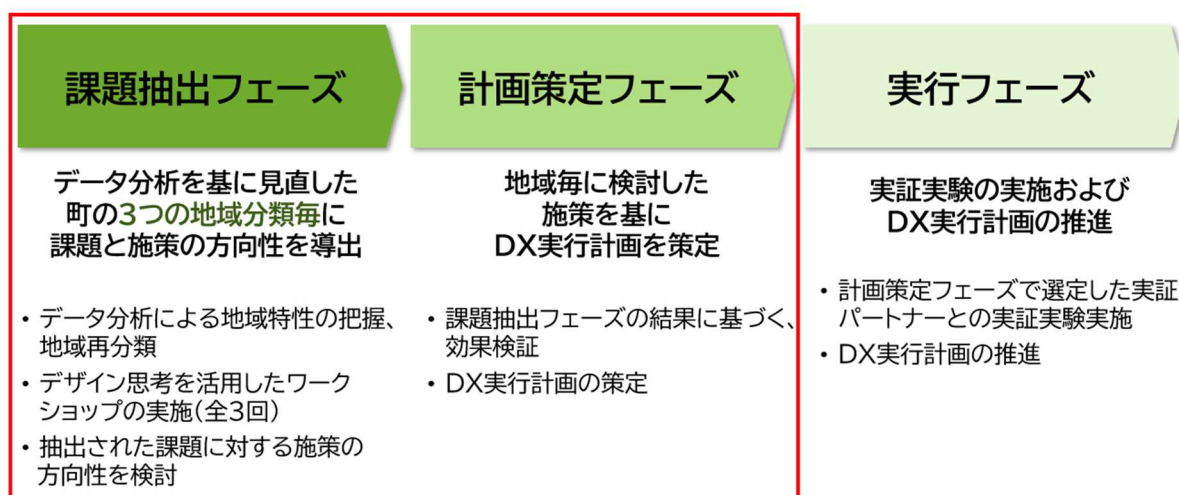 課題抽出フェーズ
計画策定フェーズ
実行フェーズ
データ分析を基に見直した
町の3つの地域分類毎に
課題と施策の方向性を導出
地域毎に検討した
施策を基に
DX実行計画を策定
実証実験の実施および
DX実行計画の推進
・データ分析による地域特性の把握、
地域再分類
・デザイン思考を活用したワーク
ショップの実施(全3回)
・抽出された課題に対する施策の
方向性を検討
・課題抽出フェーズの結果に基づく、
効果検証
・DX実行計画の策定
・計画策定フェーズで選定した実証
パートナーとの実証実験実施
・DX実行計画の推進